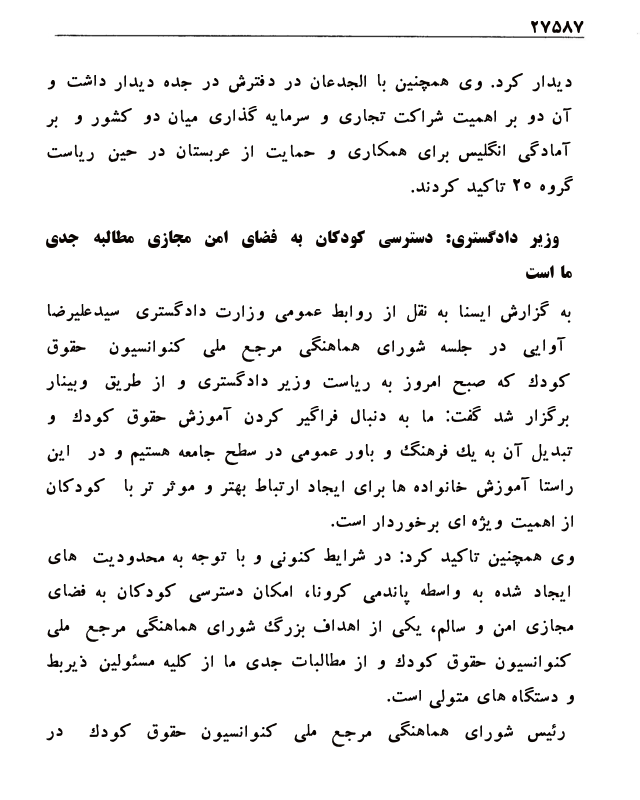 ۲۷۵۸۷
دیدار کرد. وی همچنین با الجدعان در دفترش در جده دیدار داشت و
آن دو بر اهمیت شراکت تجاری و سرمایه گذاری میان دو کشور و بر
آمادگی انگلیس برای همکاری و حمایت از عربستان در حین ریاست
گروه ۲۰ تاکید کردند.
وزیر دادگستری: دسترسی کودکان به فضای امن مجازی مطالبه جدی
ما است
به گزارش ایسنا به نقل از روابط عمومی وزارت دادگستری سیدعلیرضا
آوایی در جلسه شورای هماهنگی مرجع ملی کنوانسیون حقوق
کودك که صبح امروز به ریاست وزیر دادگستری و از طریق وبینار
برگزار شد گفت: ما به دنبال فراگیر کردن آموزش حقوق کودك و
تبدیل آن به یك فرهنگ و باور عمومی در سطح جامعه هستیم و در این
راستا آموزش خانواده ها برای ایجاد ارتباط بهتر و موثر تر با کودکان
از اهمیت ویژه ای برخوردار است.
وی همچنین تاکید کرد: در شرایط کنونی و با توجه به محدودیت های
ایجاد شده به واسطه پاندمی کرونا، امکان دسترسی کودکان به فضای
مجازی امن و سالم، یکی از اهداف بزرگ شورای هماهنگی مرجع ملی
کنوانسیون حقوق کودك و از مطالبات جدی ما از کلیه مسئولین ذیربط
و دستگاه های متولی است.
رئیس شورای هماهنگی مرجع ملی کنوانسیون حقوق کودك در